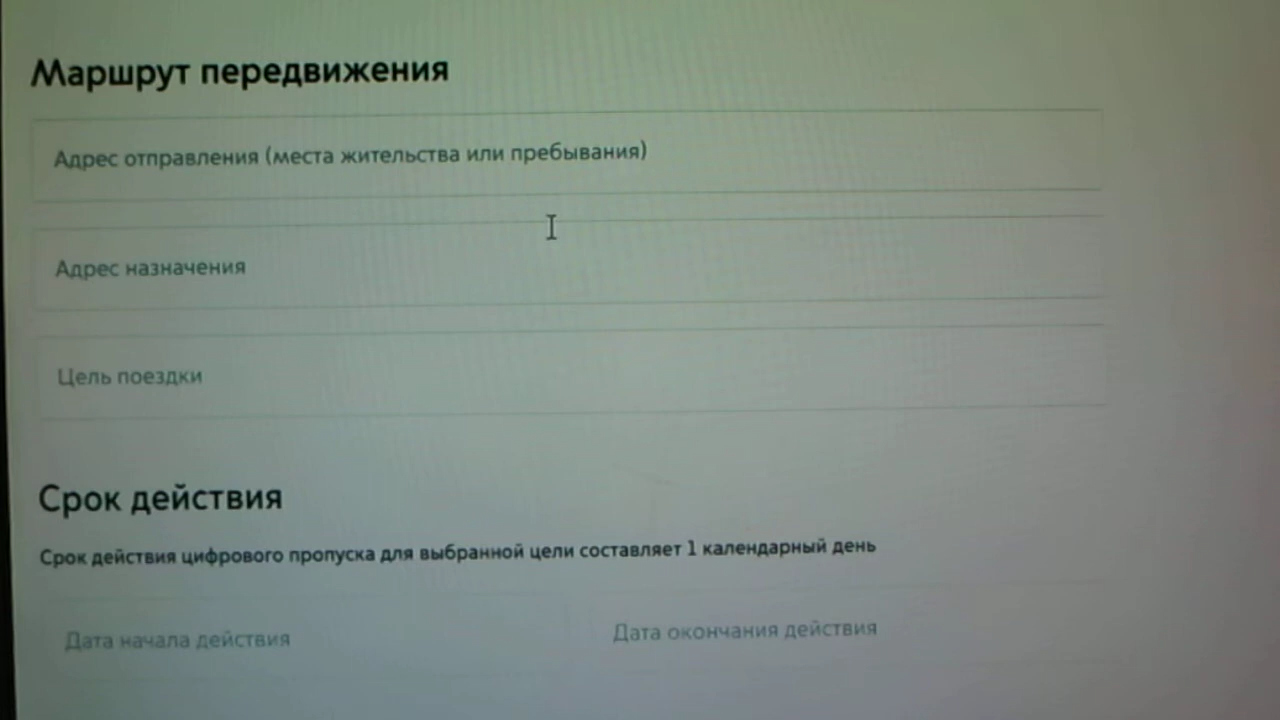 Маршрут передвижения
Адрес отправления (места жительства или пребывания)
Адрес назначения
Цель поездки
Срок действия
Срок действия цифрового пропуска для выбранной цели составляет 1 календарный день
Дата начала действия
Дата окончания действия